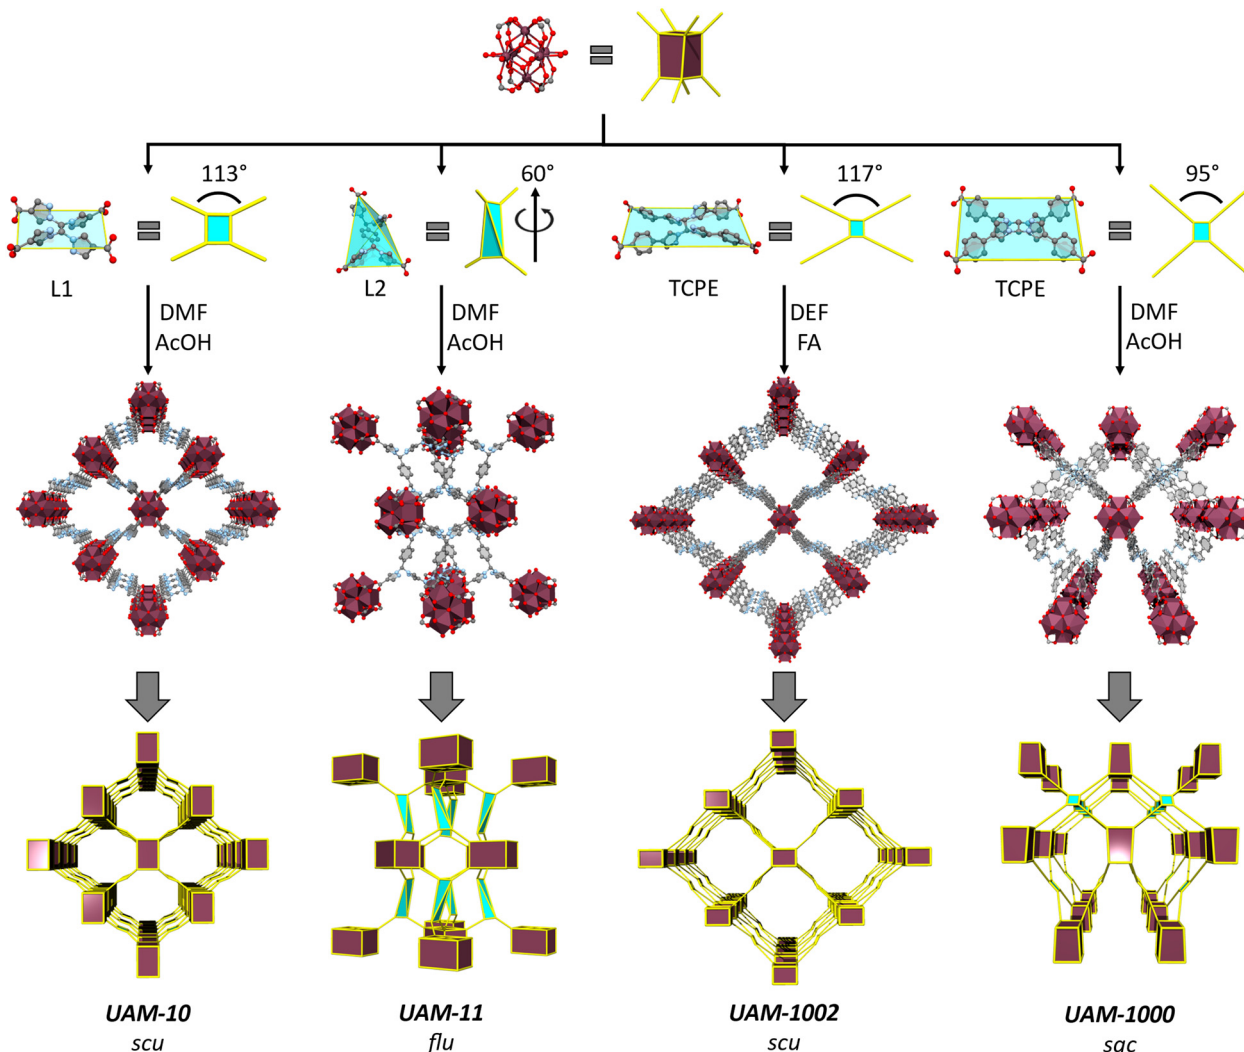 113°
60°
117°
95°
L1
L2
TCPE
TCPE
DMF
AcOH
DMF
AcOH
DEF
FA
DMF
AcOH
UAM-10
scu
UAM-11
flu
UAM-1002
scu
UAM-1000
sqc